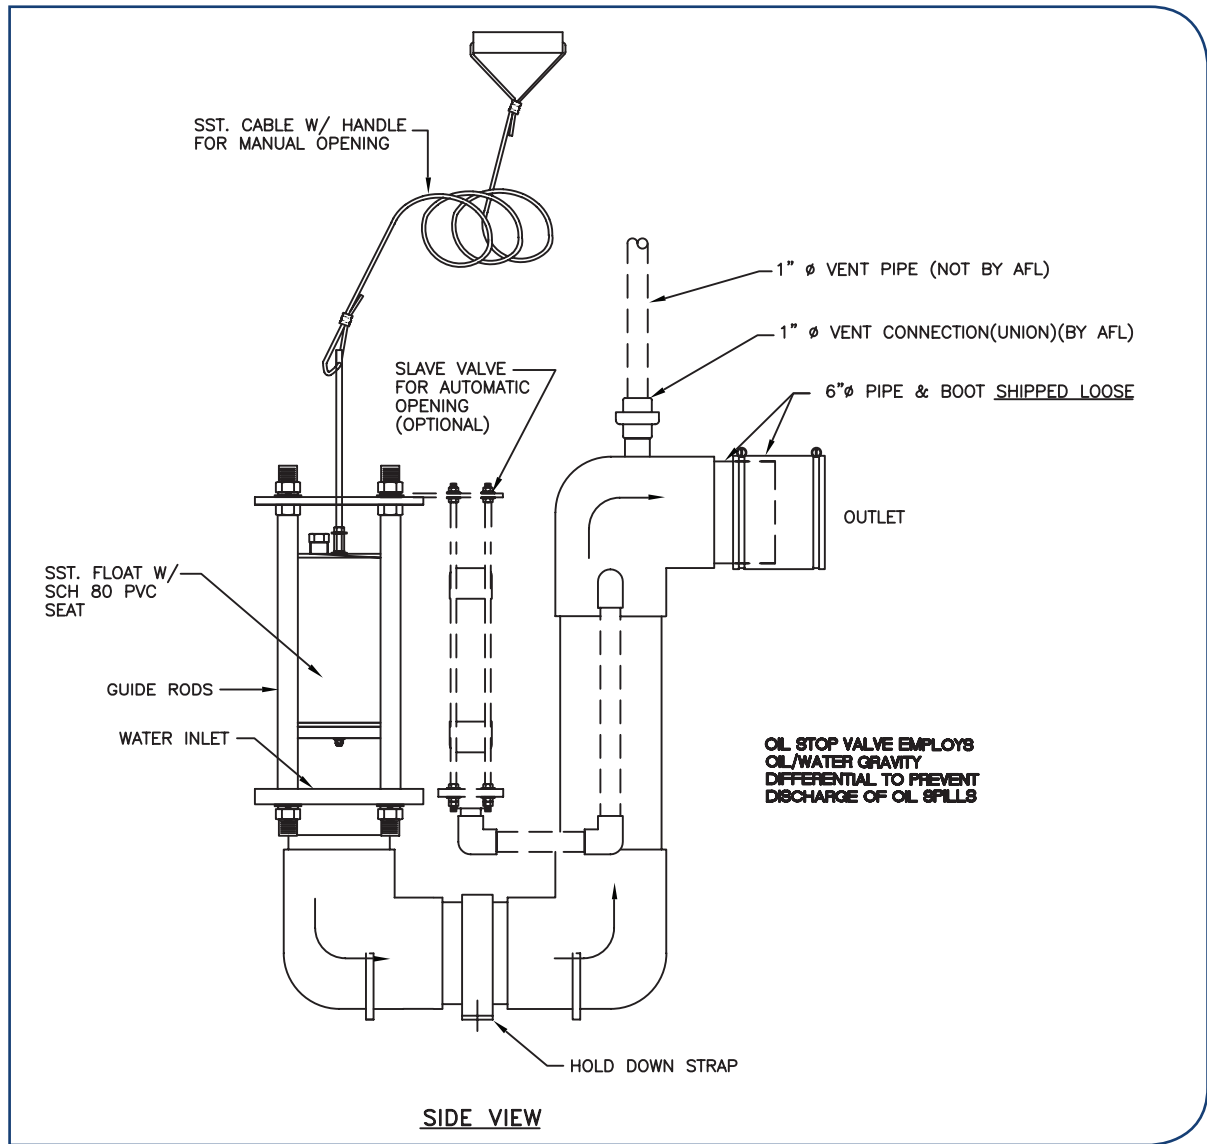 SST. CABLE W/ HANDLE
FOR MANUAL OPENING
1" ø VENT PIPE (NOT BY AFL)
1" ø VENT CONNECTION(UNION)(BY AFL)
SLAVE VALVE
FOR AUTOMATIC
OPENING
(OPTIONAL)
6"ø PIPE & BOOT SHIPPED LOOSE
OUTLET
SST. FLOAT W/
SCH 80 PVC
SEAT
GUIDE RODS
WATER INLET
OIL STOP VALVE EMPLOYS
OIL/WATER GRAVITY
DIFFERENTIAL TO PREVENT
DISCHARGE OF OIL SPILLS
HOLD DOWN STRAP
SIDE VIEW